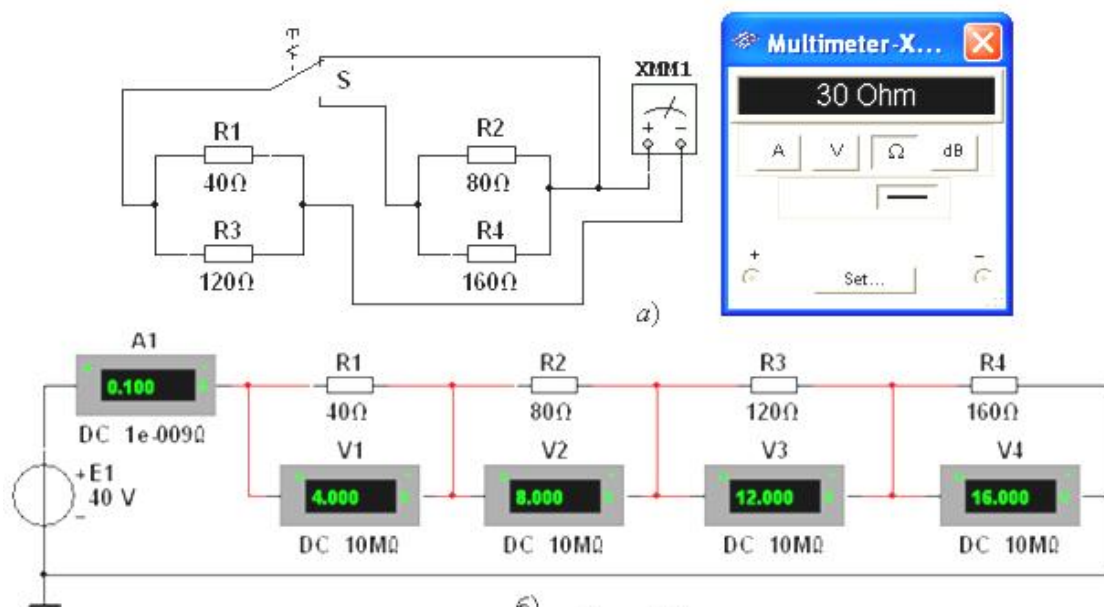 Multimeter-X...
30 Ohm
A V Ω dB
+ −
Set...
S
XMM1
+ −
R1
40Ω
R3
120Ω
R2
80Ω
R4
160Ω
а)
A1
0.100
DC 1e-009Ω
+E1
40 V
−
R1 R2 R3 R4
40Ω 80Ω 120Ω 160Ω
V1 V2 V3 V4
4.000 8.000 12.000 16.000
DC 10MΩ DC 10MΩ DC 10MΩ DC 10MΩ
б)